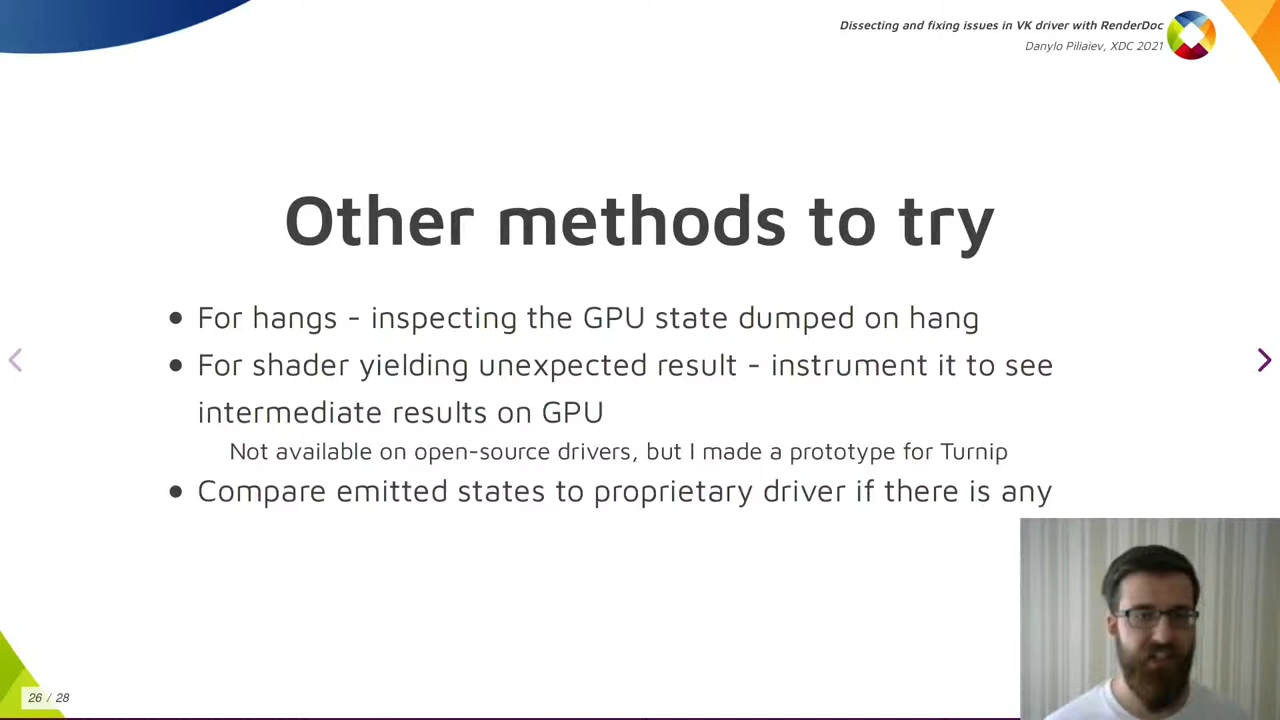 Dissecting and fixing issues in VK driver with RenderDoc
Danylo Piliaiev, XDC 2021
Other methods to try
• For hangs - inspecting the GPU state dumped on hang
• For shader yielding unexpected result - instrument it to see
intermediate results on GPU
Not available on open-source drivers, but I made a prototype for Turnip
• Compare emitted states to proprietary driver if there is any
26 / 28